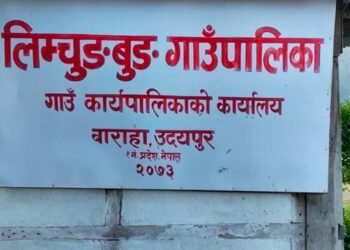 लिम्चुङबुङ गाउँपालिका
गाउँ कार्यपालिकाको कार्यालय
बाराहा, उदयपुर
१ नं. प्रदेश, नेपाल
२०७३